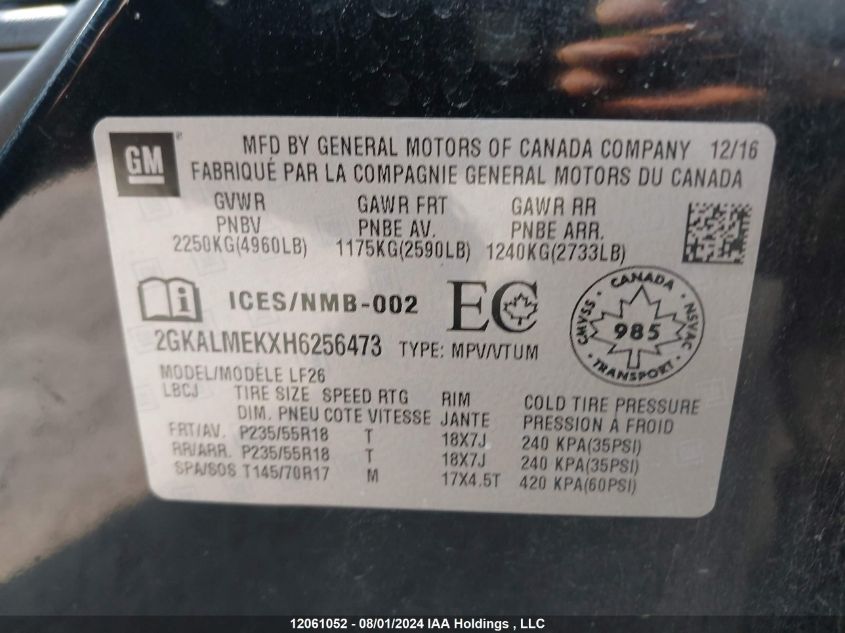 GM MFD BY GENERAL MOTORS OF CANADA COMPANY 12/16
FABRIQUÉ PAR LA COMPAGNIE GENERAL MOTORS DU CANADA
GVWR GAWR FRT GAWR RR
PNBV PNBE AV. PNBE ARR.
2250KG(4960LB) 1175KG(2590LB) 1240KG(2733LB)
i ICES/NMB-002 EC
CANADA CMVSS NSVAC 985 TRANSPORT
2GKALMEKXH6256473 TYPE: MPV/VTUM
MODEL/MODÈLE LF26
LBCJ TIRE SIZE SPEED RTG RIM COLD TIRE PRESSURE
DIM. PNEU COTE VITESSE JANTE PRESSION A FROID
FRT/AV. P235/55R18 T 18X7J 240 KPA(35PSI)
RR/ARR. P235/55R18 T 18X7J 240 KPA(35PSI)
SPA/SOS T145/70R17 M 17X4.5T 420 KPA(60PSI)
12061052 - 08/01/2024 IAA Holdings , LLC